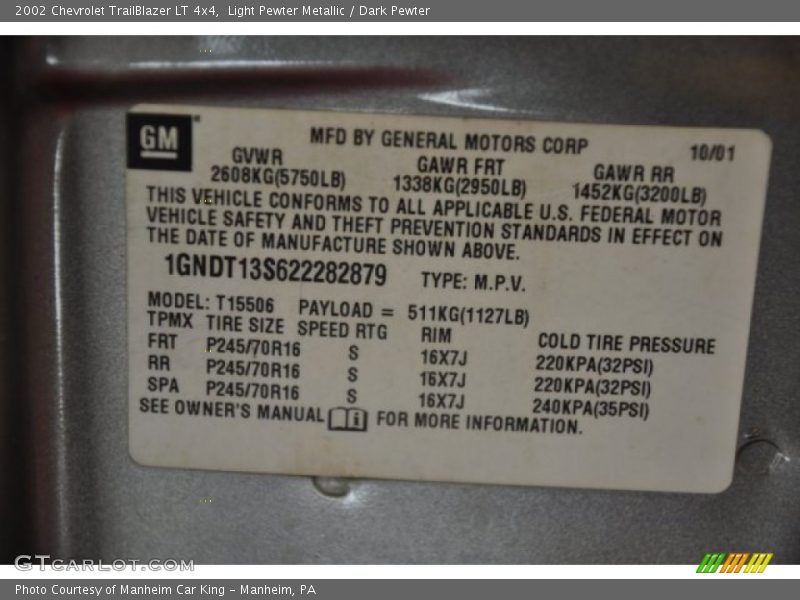 2002 Chevrolet TrailBlazer LT 4x4,  Light Pewter Metallic / Dark Pewter
GM
MFD BY GENERAL MOTORS CORP
10/01
GVWR GAWR FRT GAWR RR
2608KG(5750LB) 1338KG(2950LB) 1452KG(3200LB)
THIS VEHICLE CONFORMS TO ALL APPLICABLE U.S. FEDERAL MOTOR
VEHICLE SAFETY AND THEFT PREVENTION STANDARDS IN EFFECT ON
THE DATE OF MANUFACTURE SHOWN ABOVE.
1GNDT13S622282879 TYPE: M.P.V.
MODEL: T15506 PAYLOAD = 511KG(1127LB)
TPMX TIRE SIZE SPEED RTG RIM COLD TIRE PRESSURE
FRT P245/70R16 S 16X7J 220KPA(32PSI)
RR P245/70R16 S 16X7J 220KPA(32PSI)
SPA P245/70R16 S 16X7J 240KPA(35PSI)
SEE OWNER'S MANUAL FOR MORE INFORMATION.
GTCarLot.com
Photo Courtesy of Manheim Car King - Manheim, PA